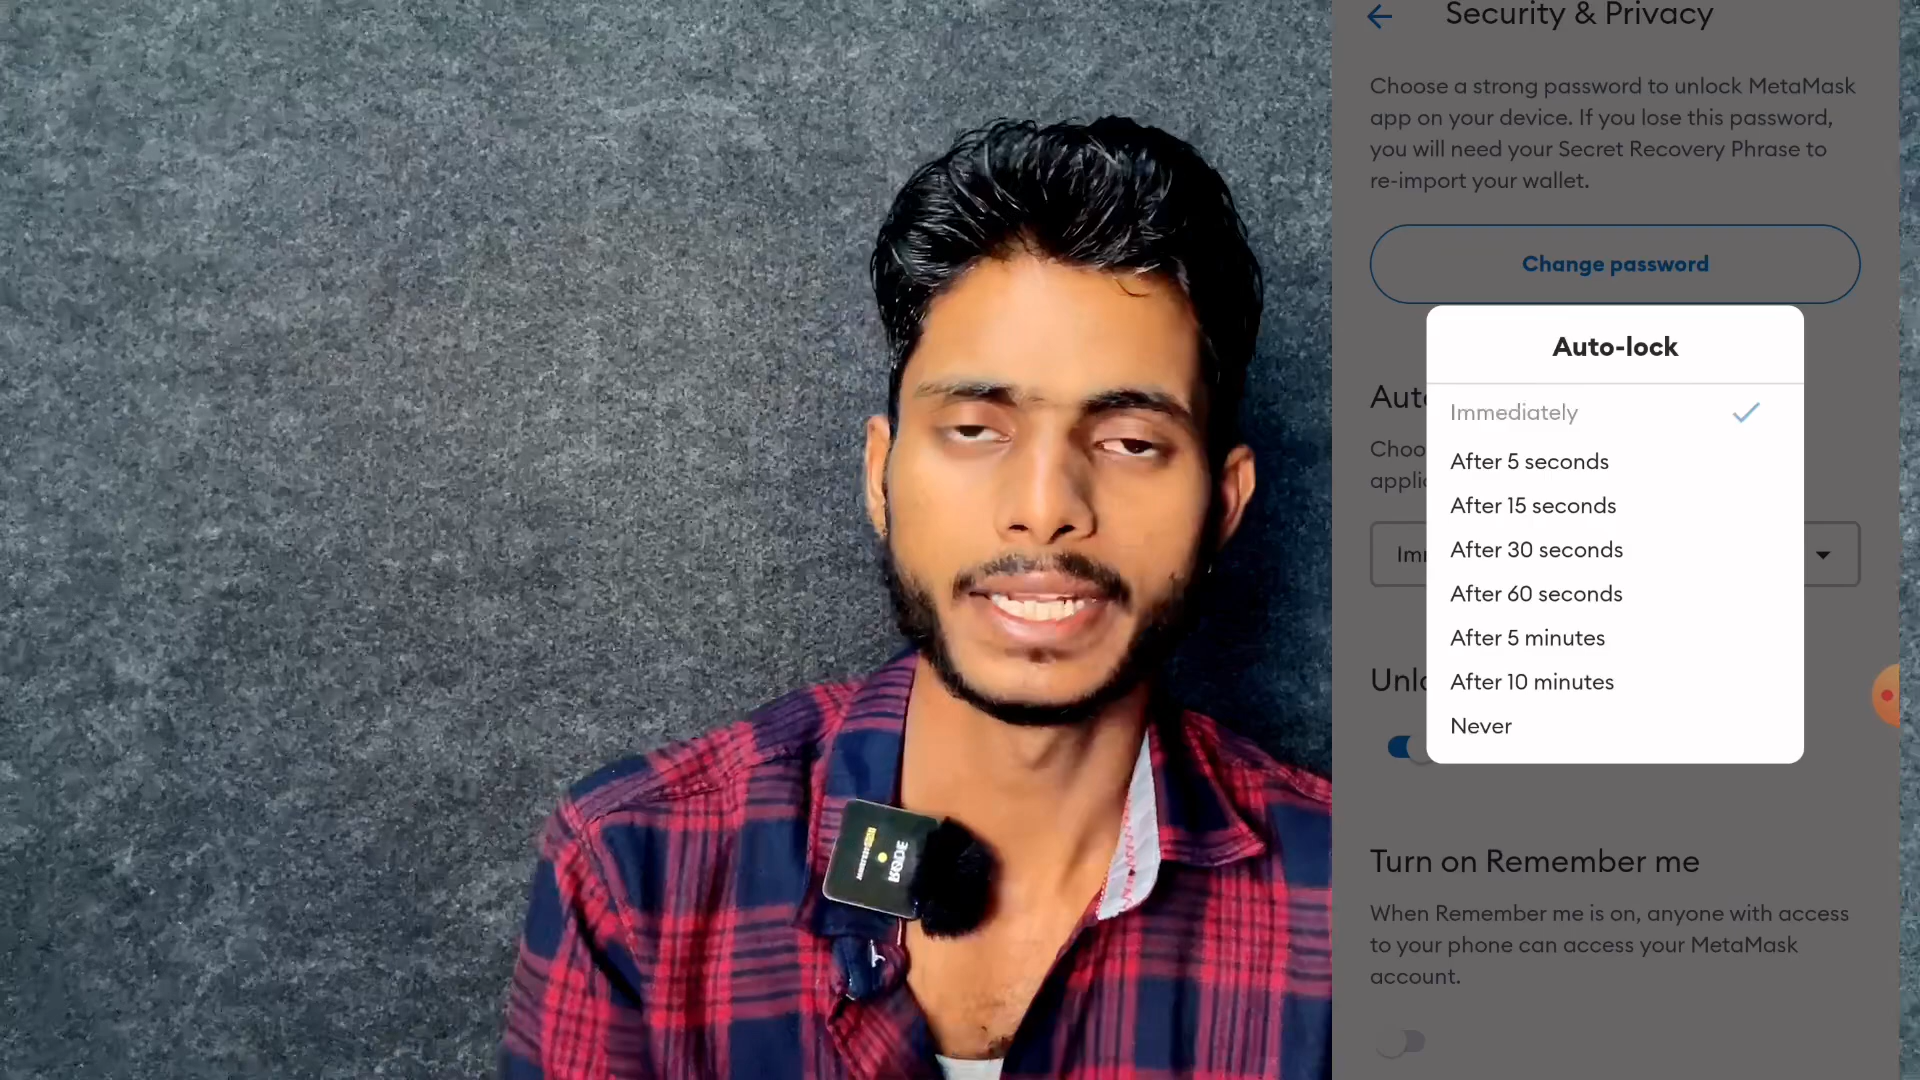 Security & Privacy
Choose a strong password to unlock MetaMask
app on your device. If you lose this password,
you will need your Secret Recovery Phrase to
re-import your wallet.
Change password
Auto-lock
Immediately
After 5 seconds
After 15 seconds
After 30 seconds
After 60 seconds
After 5 minutes
After 10 minutes
Never
Turn on Remember me
When Remember me is on, anyone with access
to your phone can access your MetaMask
account.
RØDE